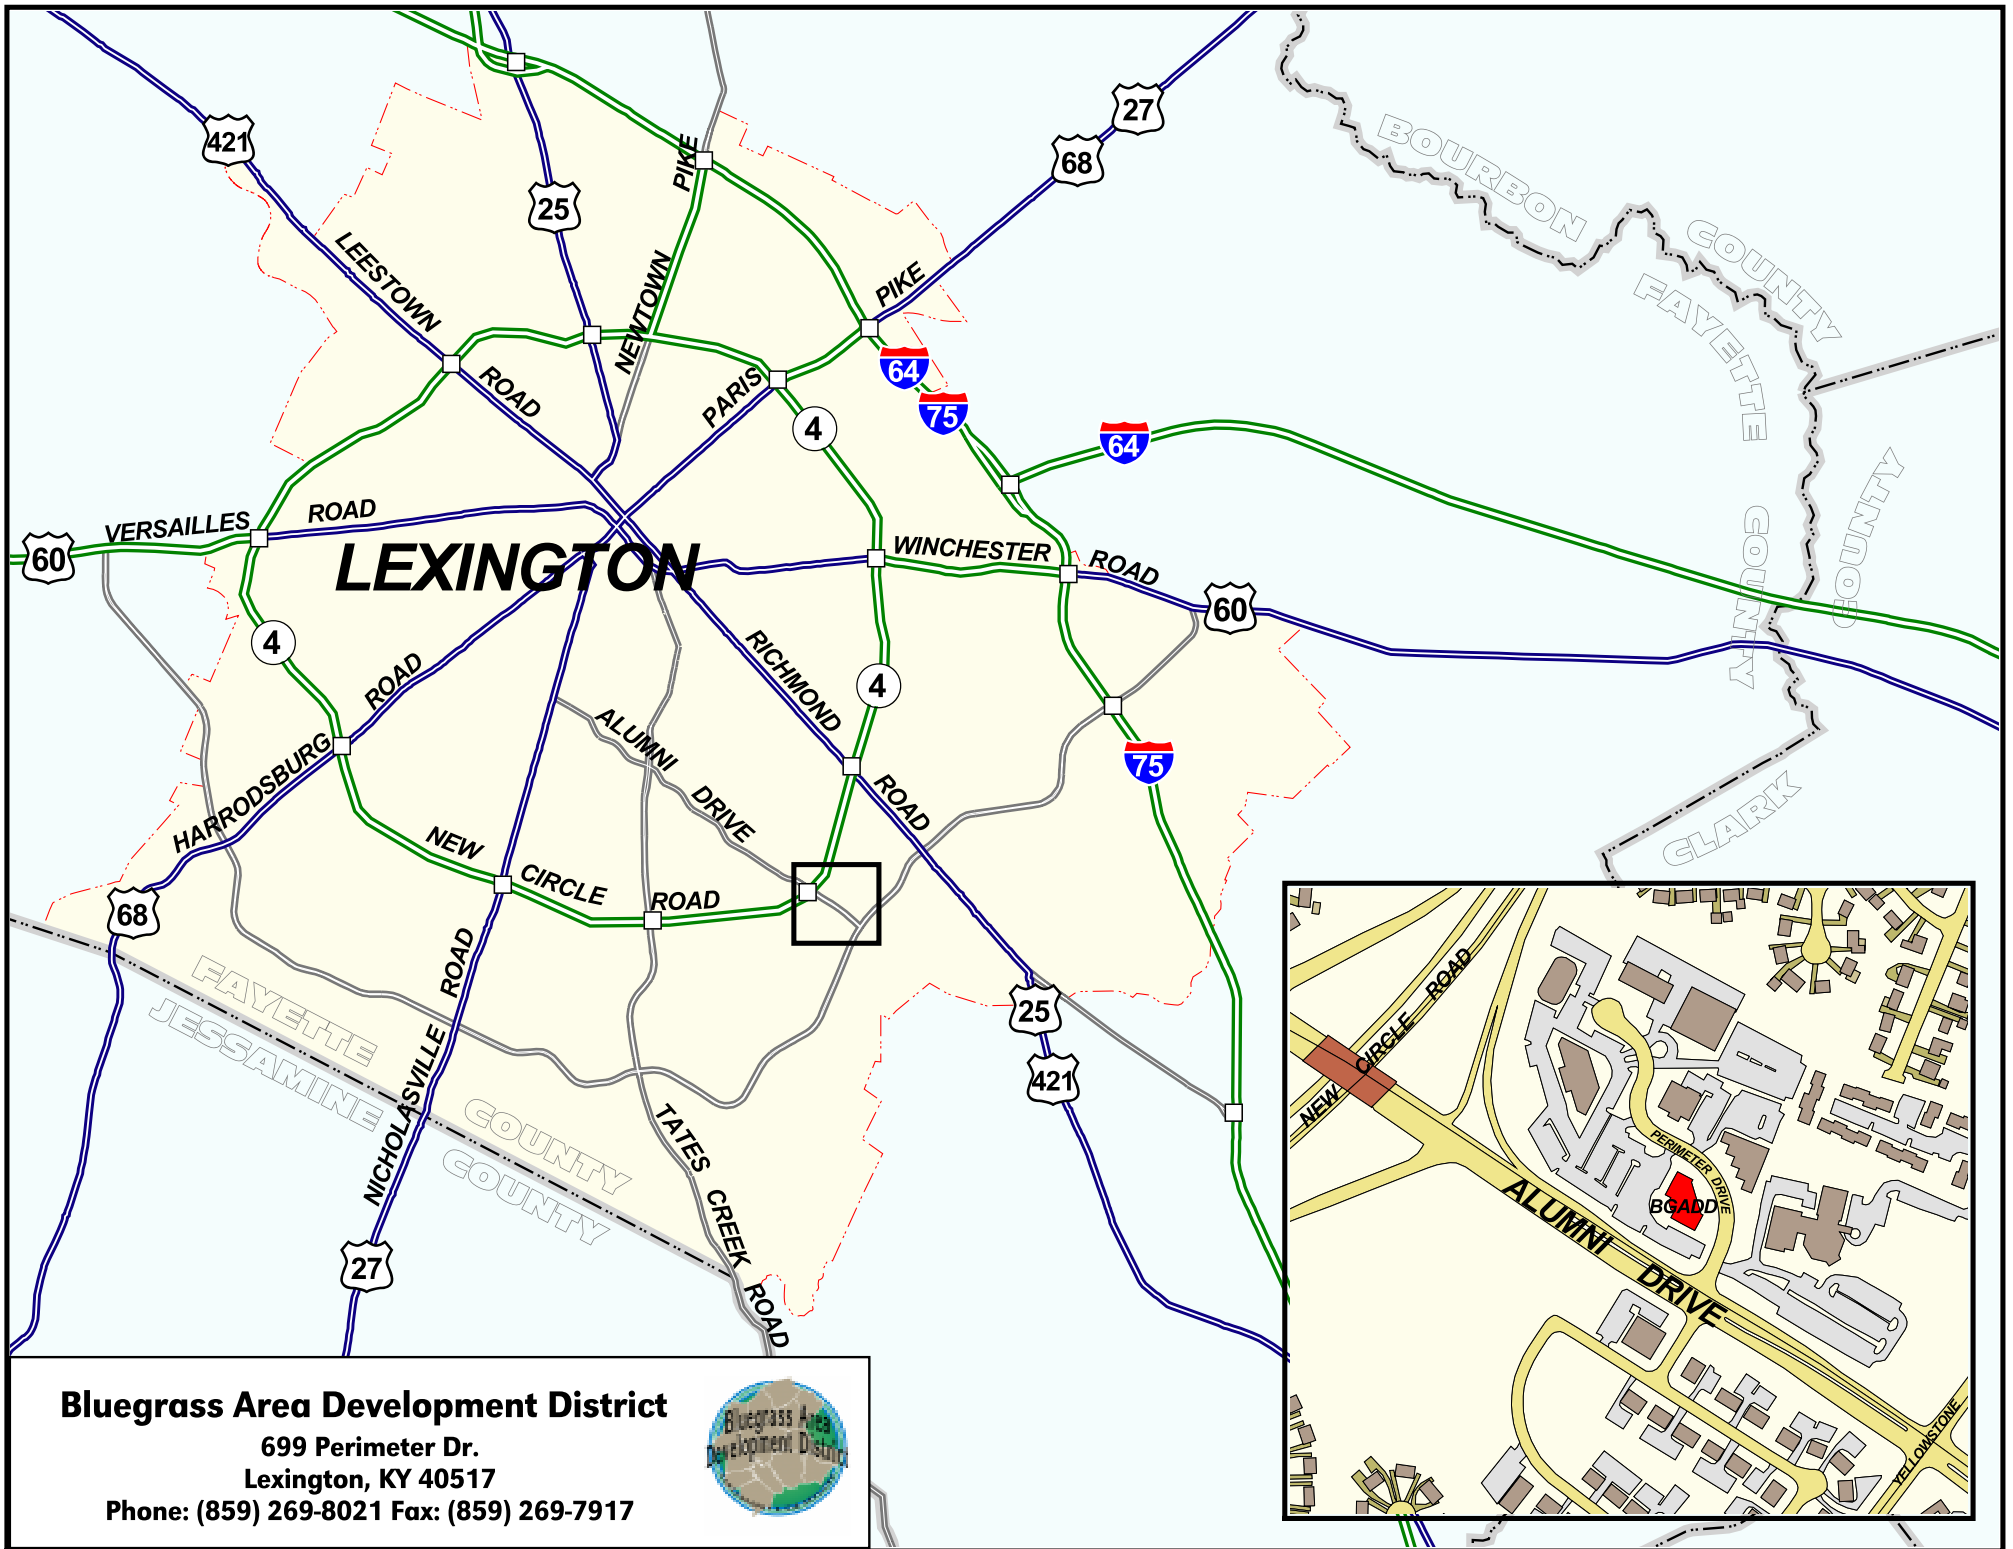 27
68
421
25
PIKE
BOURBON
COUNTY
FAYETTE
COUNTY
LEESTOWN
ROAD
NEWTOWN
PIKE
PARIS
64
75
4
64
COUNTY
60
VERSAILLES
ROAD
LEXINGTON
WINCHESTER
ROAD
60
4
ROAD
HARRODSBURG
RICHMOND
ROAD
4
ALUMNI
DRIVE
75
CLARK
NEW
CIRCLE
ROAD
68
ROAD
NICHOLASVILLE
FAYETTE
COUNTY
JESSAMINE
COUNTY
25
421
TATES
CREEK
ROAD
27
NEW
CIRCLE
ROAD
PERIMETER
DRIVE
BGADD
ALUMNI
DRIVE
YELLOWSTONE
Bluegrass Area Development District
699 Perimeter Dr.
Lexington, KY 40517
Phone: (859) 269-8021 Fax: (859) 269-7917
Bluegrass Area
Development District